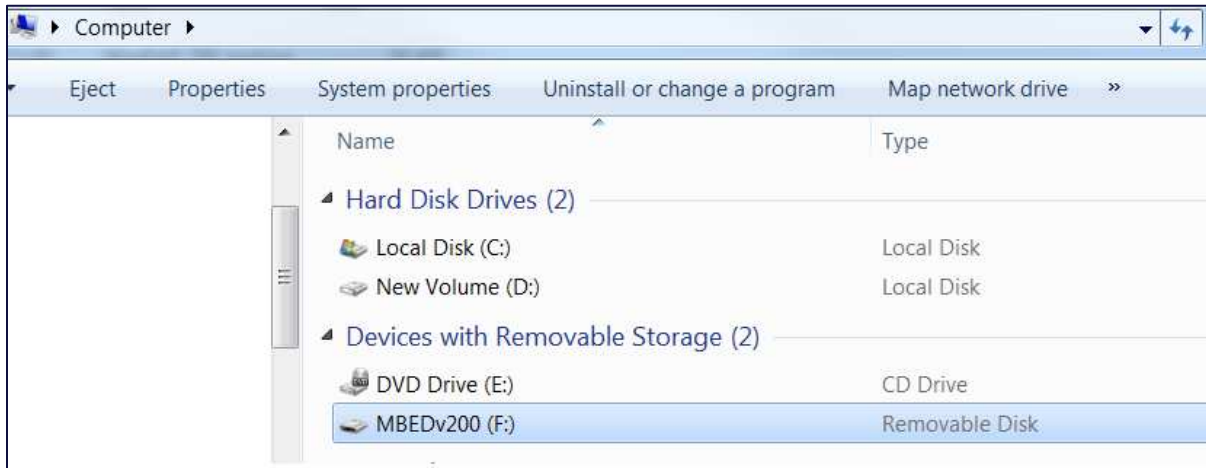 Computer
Eject Properties System properties Uninstall or change a program Map network drive »
Name Type
Hard Disk Drives (2)
Local Disk (C:) Local Disk
New Volume (D:) Local Disk
Devices with Removable Storage (2)
DVD Drive (E:) CD Drive
MBEDv200 (F:) Removable Disk